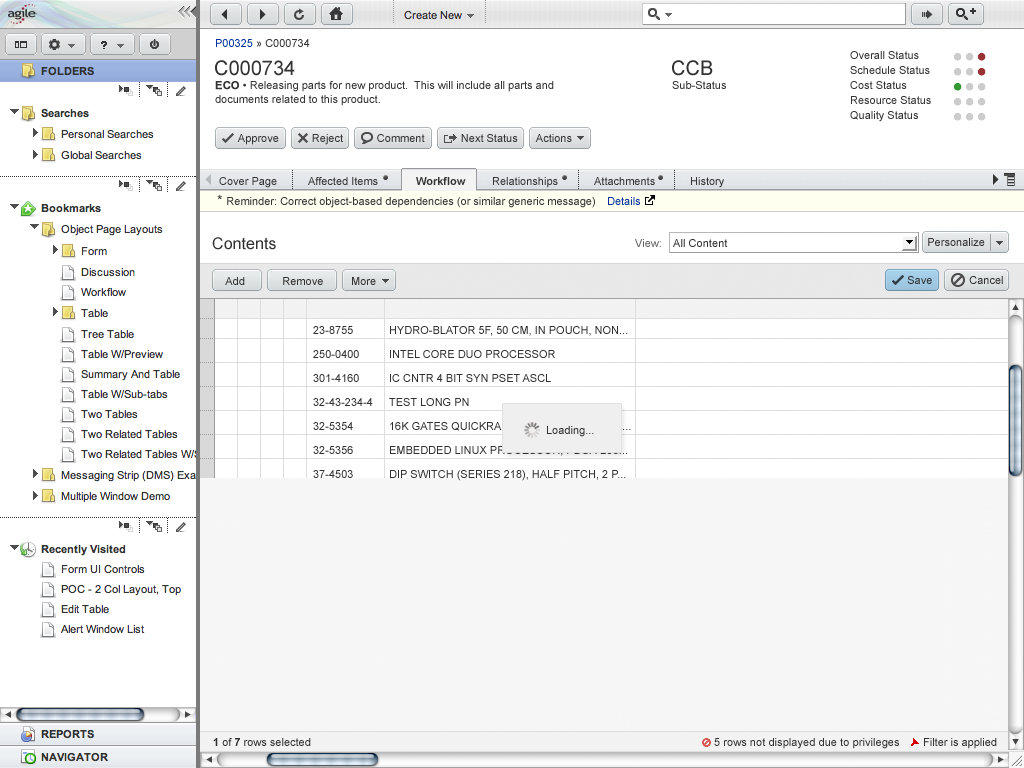 agile
Create New
FOLDERS
Searches
Personal Searches
Global Searches
Bookmarks
Object Page Layouts
Form
Discussion
Workflow
Table
Tree Table
Table W/Preview
Summary And Table
Table W/Sub-tabs
Two Tables
Two Related Tables
Two Related Tables W/S
Messaging Strip (DMS) Exa
Multiple Window Demo
Recently Visited
Form UI Controls
POC - 2 Col Layout, Top
Edit Table
Alert Window List
REPORTS
NAVIGATOR
P00325 » C000734
C000734
ECO • Releasing parts for new product. This will include all parts and
documents related to this product.
CCB
Sub-Status
Overall Status
Schedule Status
Cost Status
Resource Status
Quality Status
Approve Reject Comment Next Status Actions
Cover Page Affected Items • Workflow Relationships • Attachments • History
* Reminder: Correct object-based dependencies (or similar generic message) Details
Contents
View: All Content Personalize
Add Remove More Save Cancel
23-8755 HYDRO-BLATOR 5F, 50 CM, IN POUCH, NON...
250-0400 INTEL CORE DUO PROCESSOR
301-4160 IC CNTR 4 BIT SYN PSET ASCL
32-43-234-4 TEST LONG PN
32-5354 16K GATES QUICKRA ...
Loading...
32-5356 EMBEDDED LINUX
37-4503 DIP SWITCH (SERIES 218), HALF PITCH, 2 P...
1 of 7 rows selected
5 rows not displayed due to privileges Filter is applied